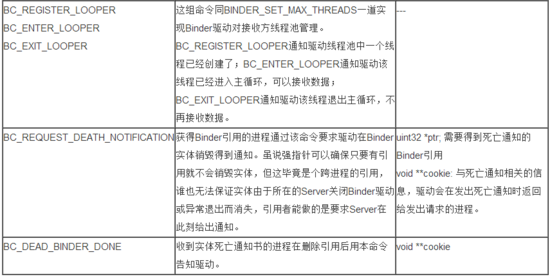 BC_REGISTER_LOOPER
BC_ENTER_LOOPER
BC_EXIT_LOOPER
这组命令同BINDER_SET_MAX_THREADS一道实
现Binder驱动对接收方线程池管理。
BC_REGISTER_LOOPER通知驱动线程池中一个线
程已经创建了；BC_ENTER_LOOPER通知驱动该
线程已经进入主循环，可以接收数据；
BC_EXIT_LOOPER通知驱动该线程退出主循环，不
再接收数据。
---
BC_REQUEST_DEATH_NOTIFICATION
获得Binder引用的进程通过该命令要求驱动在Binder
实体销毁得到通知。虽说强指针可以确保只要有引
用就不会销毁实体，但这毕竟是个跨进程的引用，
谁也无法保证实体由于所在的Server关闭Binder驱动
或异常退出而消失，引用者能做的是要求Server在
此刻给出通知。
uint32 *ptr; 需要得到死亡通知的
Binder引用
void **cookie: 与死亡通知相关的信
息，驱动会在发出死亡通知时返回
给发出请求的进程。
BC_DEAD_BINDER_DONE
收到实体死亡通知书的进程在删除引用后用本命令
告知驱动。
void **cookie